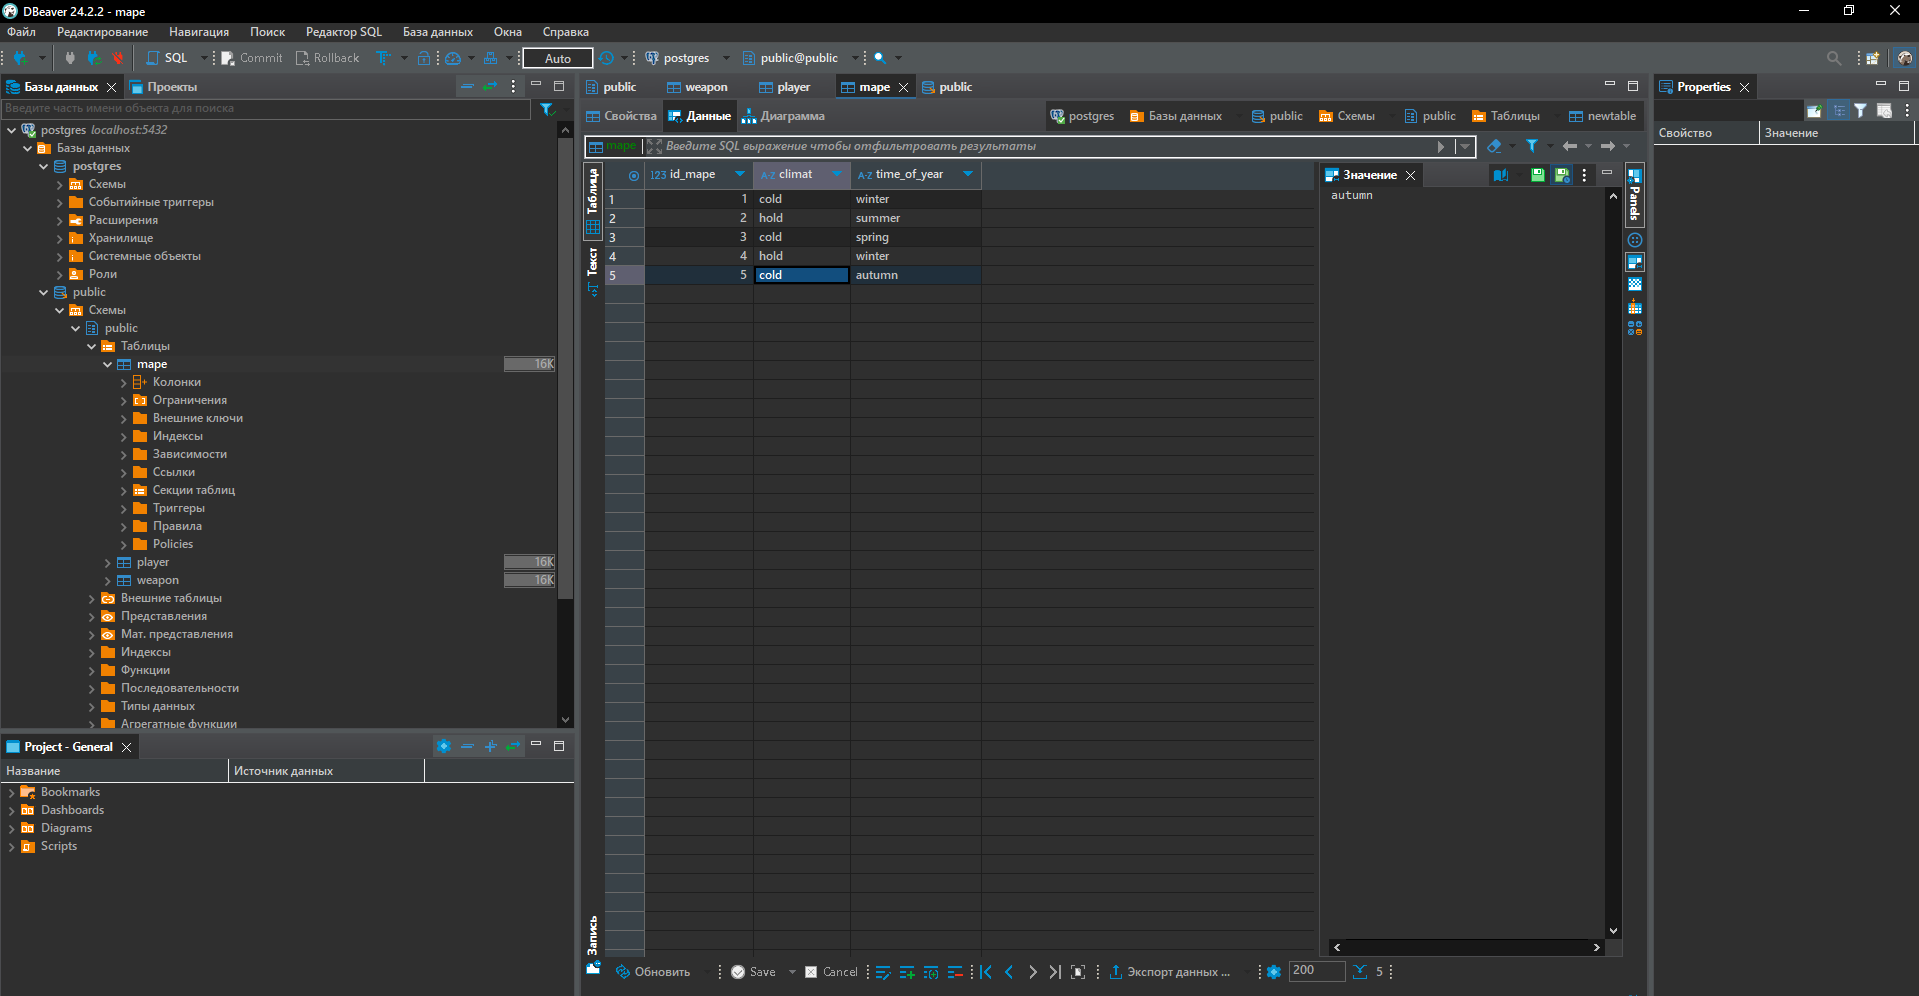 DBeaver 24.2.2 - mape
Файл Редактирование Навигация Поиск Редактор SQL База данных Окна Справка
SQL Commit Rollback Auto postgres public@public
Базы данных Проекты
Введите часть имени объекта для поиска
postgres localhost:5432
Базы данных
postgres
Схемы
Событийные триггеры
Расширения
Хранилище
Системные объекты
Роли
public
Схемы
public
Таблицы
mape 16K
Колонки
Ограничения
Внешние ключи
Индексы
Зависимости
Ссылки
Секции таблиц
Триггеры
Правила
Policies
player 16K
weapon 16K
Внешние таблицы
Представления
Мат. представления
Индексы
Функции
Последовательности
Типы данных
Агрегатные функции
Project - General
Название Источник данных
Bookmarks
Dashboards
Diagrams
Scripts
public weapon player mape public
Свойства Данные Диаграмма postgres Базы данных public Схемы public Таблицы newtable
mape Введите SQL выражение чтобы отфильтровать результаты
Таблица
Текст
Запись
123 id_mape A-Z climat A-Z time_of_year
1 1 cold winter
2 2 hold summer
3 3 cold spring
4 4 hold winter
5 5 cold autumn
Значение
autumn
Panels
Обновить Save Cancel Экспорт данных ... 200 5
Properties
Свойство Значение